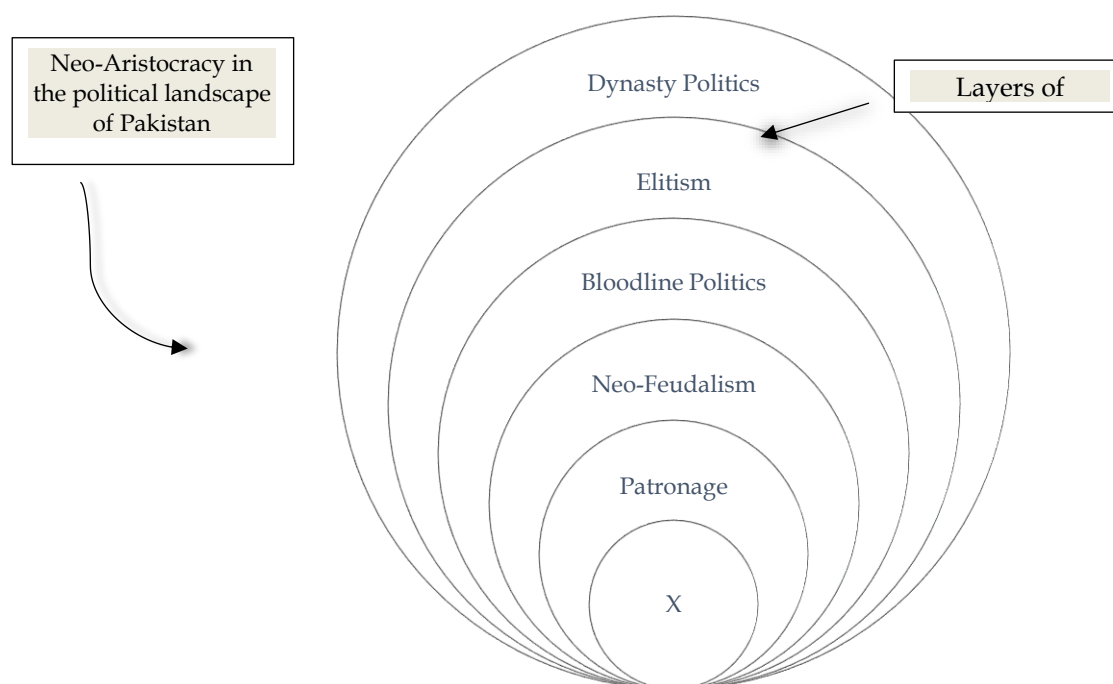 Neo-Aristocracy in
the political landscape
of Pakistan
Dynasty Politics
Layers of
Elitism
Bloodline Politics
Neo-Feudalism
Patronage
X